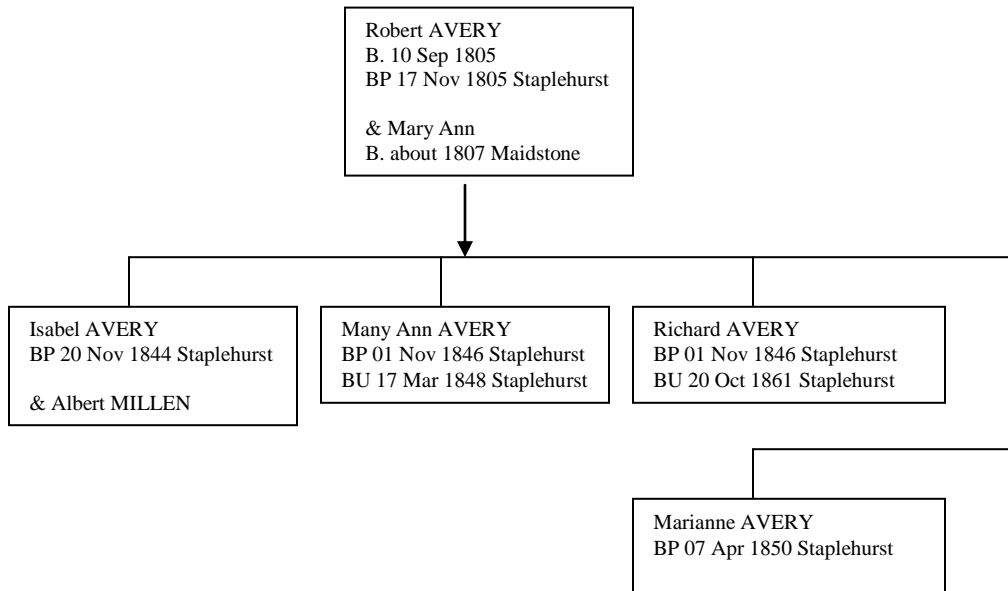 Robert AVERY
B. 10 Sep 1805
BP 17 Nov 1805 Staplehurst
& Mary Ann
B. about 1807 Maidstone
Isabel AVERY
BP 20 Nov 1844 Staplehurst
& Albert MILLEN
Many Ann AVERY
BP 01 Nov 1846 Staplehurst
BU 17 Mar 1848 Staplehurst
Richard AVERY
BP 01 Nov 1846 Staplehurst
BU 20 Oct 1861 Staplehurst
Marianne AVERY
BP 07 Apr 1850 Staplehurst